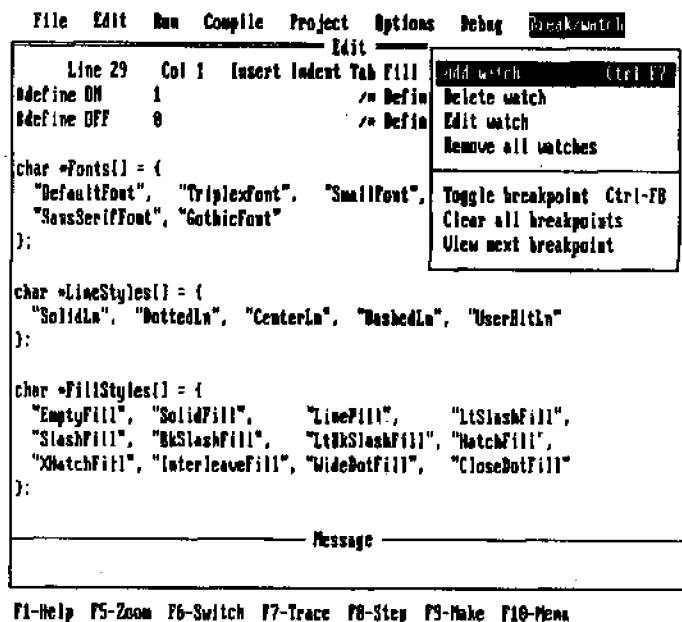 File Edit Run Compile Project Options Debug Break/watch
Edit
Line 29 Col 1 Insert Indent Tab Fill
Add watch Ctrl-F7
#define ON 1 /* Defin
Delete watch
#define OFF 0 /* Defin
Edit watch
Remove all watches
char *Fonts[] = {
"DefaultFont", "TriplexFont", "SmallFont",
Toggle breakpoint Ctrl-F8
"SansSerifFont", "GothicFont"
Clear all breakpoints
};
View next breakpoint
char *LineStyles[] = {
"SolidLn", "DottedLn", "CenterLn", "DashedLn", "UserBitLn"
};
char *FillStyles[] = {
"EmptyFill", "SolidFill", "LineFill", "LtSlashFill",
"SlashFill", "BkSlashFill", "LtBkSlashFill", "HatchFill",
"XHatchFill", "InterleaveFill", "WideDotFill", "CloseDotFill"
};
Message
F1-Help F5-Zoom F6-Switch F7-Trace F8-Step F9-Make F10-Menu